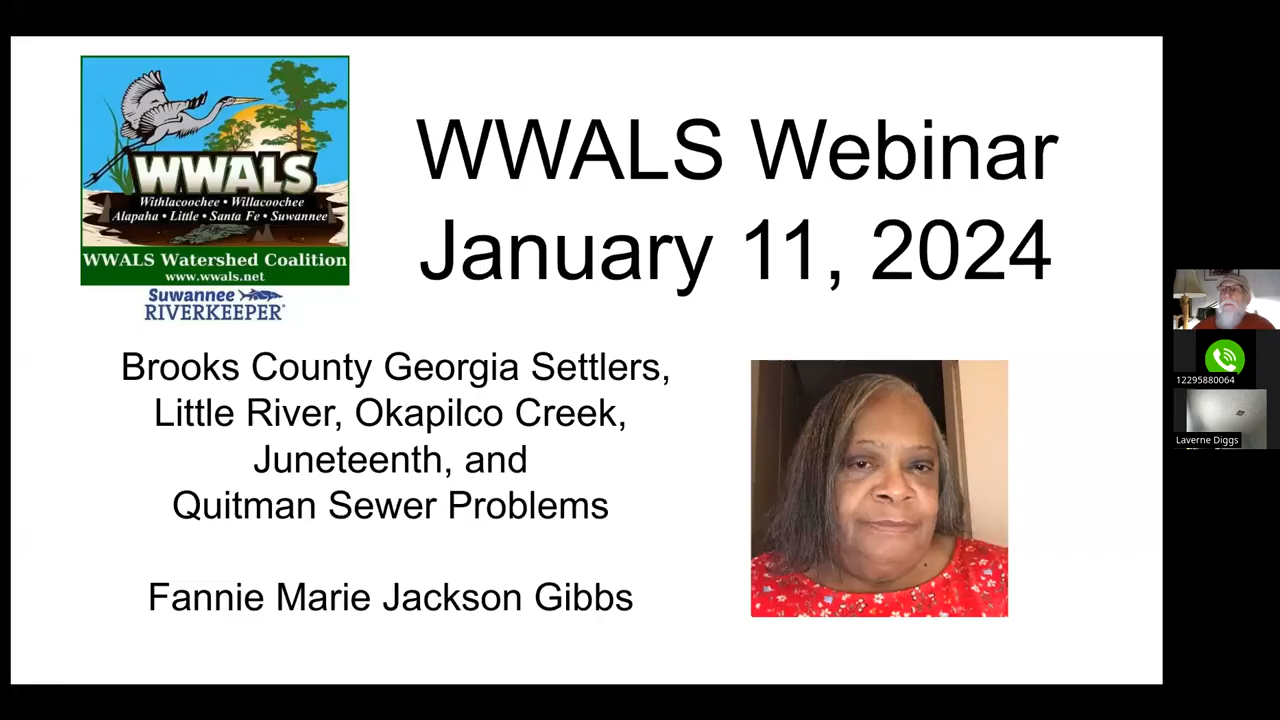 WWALS
Withlacoochee • Willacoochee
Alapaha • Little • Santa Fe • Suwannee
WWALS Watershed Coalition
www.wwals.net
Suwannee
RIVERKEEPER®
WWALS Webinar
January 11, 2024
Brooks County Georgia Settlers,
Little River, Okapilco Creek,
Juneteenth, and
Quitman Sewer Problems
Fannie Marie Jackson Gibbs
12295880064
Laverne Diggs